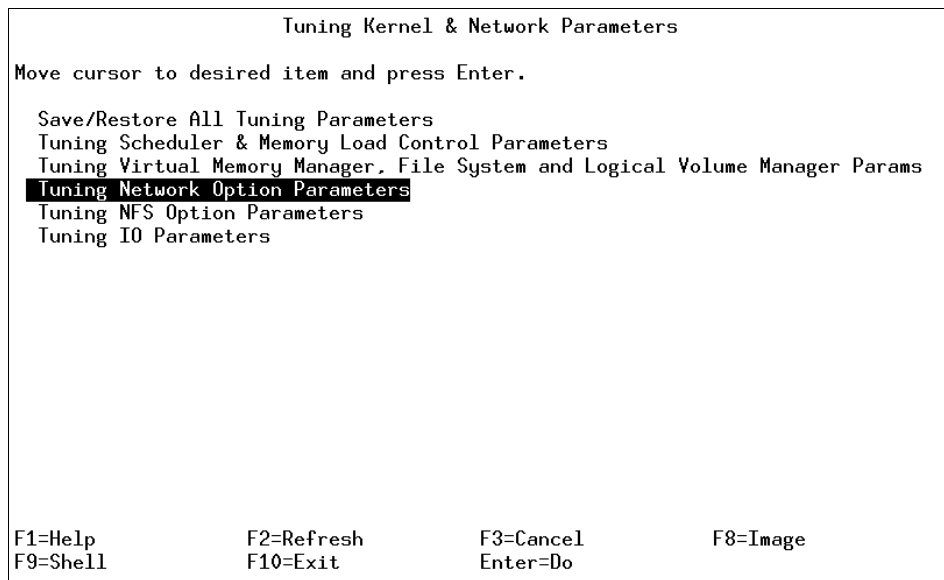 Tuning Kernel & Network Parameters
Move cursor to desired item and press Enter.
Save/Restore All Tuning Parameters
Tuning Scheduler & Memory Load Control Parameters
Tuning Virtual Memory Manager, File System and Logical Volume Manager Params
Tuning Network Option Parameters
Tuning NFS Option Parameters
Tuning IO Parameters
F1=Help F2=Refresh F3=Cancel F8=Image
F9=Shell F10=Exit Enter=Do